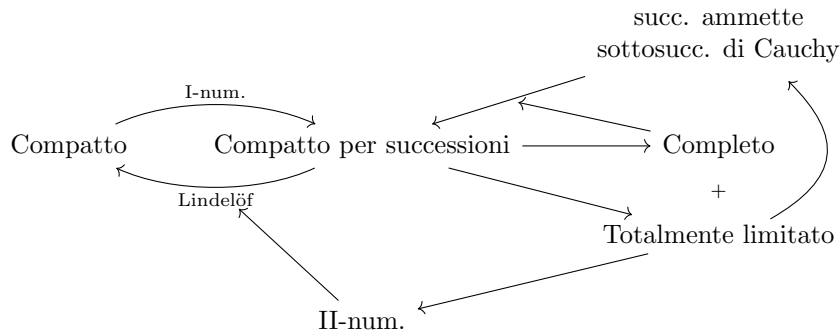 succ. ammette
sottosucc. di Cauchy
I-num.
Compatto
Compatto per successioni
Completo
Lindelöf
+
Totalmente limitato
II-num.